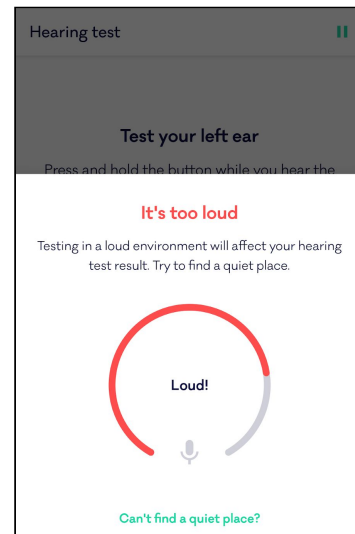 Hearing test
Test your left ear
Press and hold the button while you hear the
It's too loud
Testing in a loud environment will affect your hearing
test result. Try to find a quiet place.
Loud!
Can't find a quiet place?